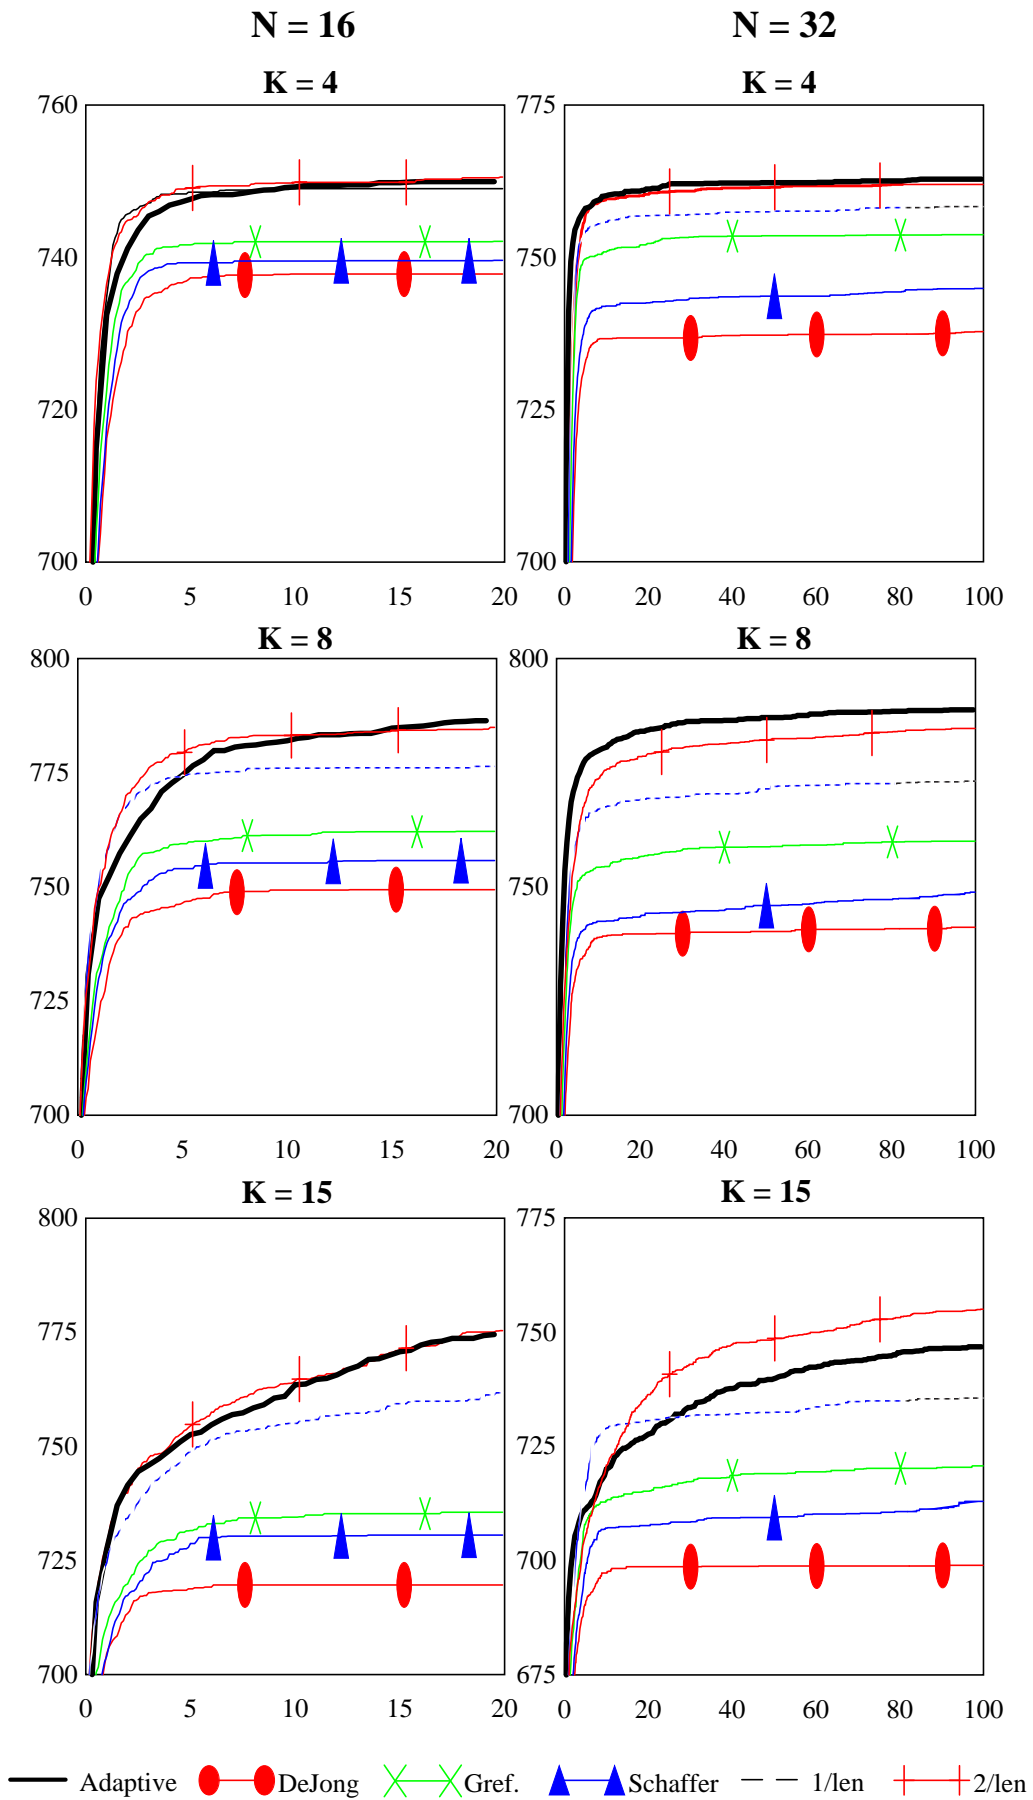 N = 16 N = 32
K = 4 K = 4
760 775
740 750
720 725
700 700
0 5 10 15 20 0 20 40 60 80 100
K = 8 K = 8
800 800
775
750 750
725
700 700
0 5 10 15 20 0 20 40 60 80 100
K = 15 K = 15
800 775
775 750
750 725
725 700
700 675
0 5 10 15 20 0 20 40 60 80 100
Adaptive DeJong Gref. Schaffer 1/len 2/len